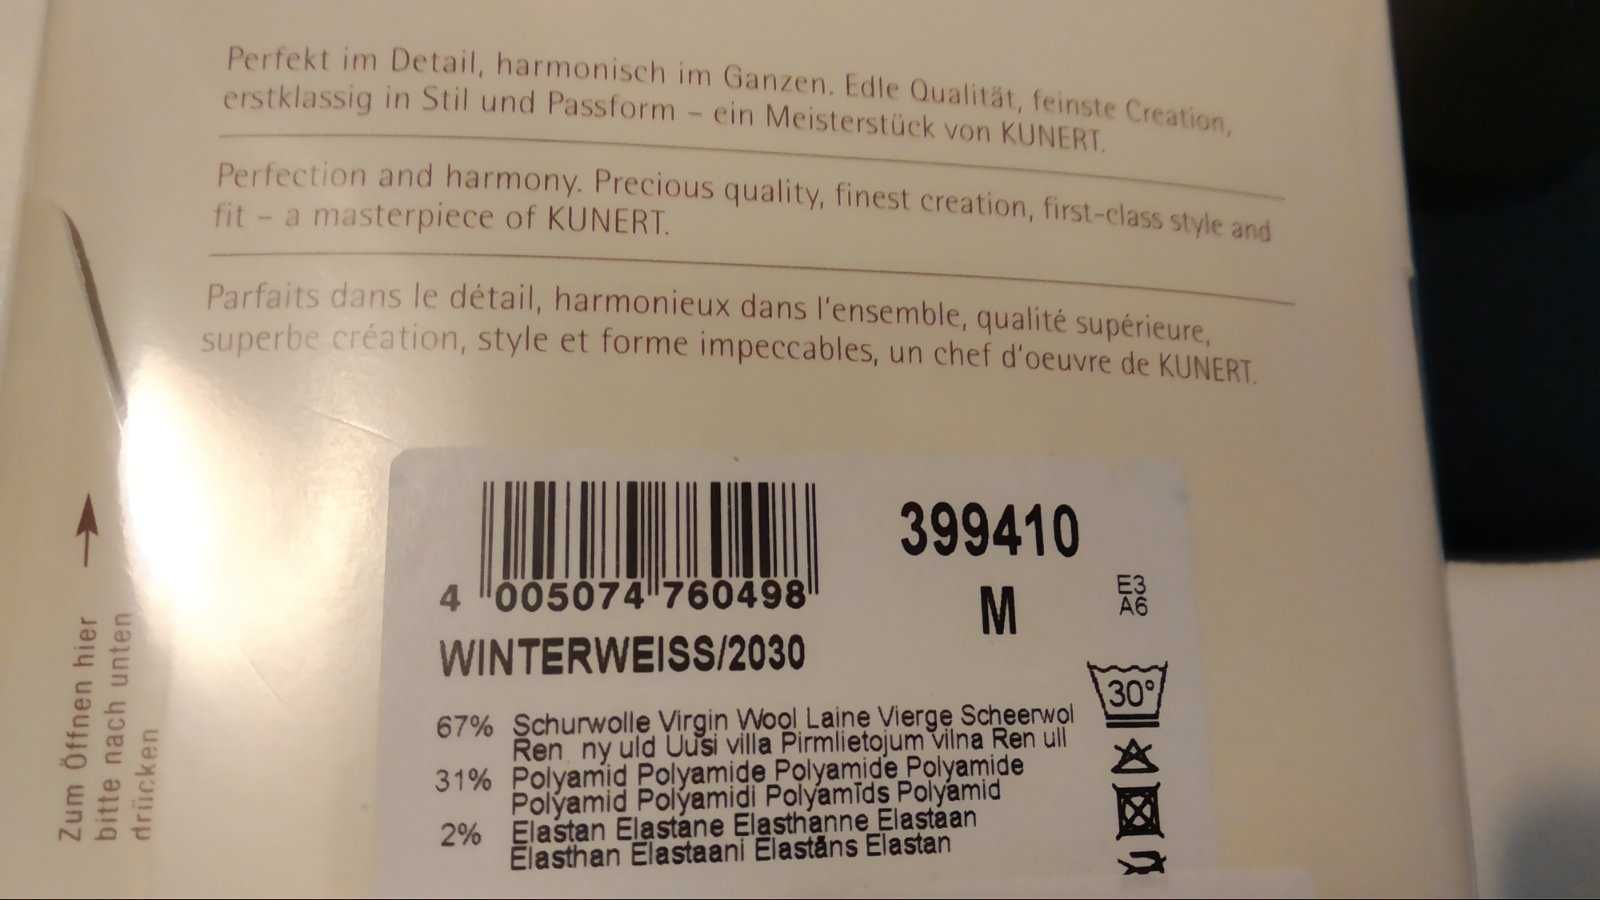 Perfekt im Detail, harmonisch im Ganzen. Edle Qualität, feinste Creation,
erstklassig in Stil und Passform – ein Meisterstück von KUNERT.
Perfection and harmony. Precious quality, finest creation, first-class style and
fit – a masterpiece of KUNERT.
Parfaits dans le détail, harmonieux dans l'ensemble, qualité supérieure,
superbe création, style et forme impeccables, un chef d'oeuvre de KUNERT.
Zum Öffnen hier
bitte nach unten
drücken
4 005074 760498
399410
M
E3
A6
WINTERWEISS/2030
30°
67% Schurwolle Virgin Wool Laine Vierge Scheerwol
Ren ny uld Uusi villa Pirmlietojum vilna Ren ull
31% Polyamid Polyamide Polyamide Polyamide
Polyamid Polyamidi Polyamīds Polyamid
2% Elastan Elastane Elasthanne Elastaan
Elasthan Elastaani Elastāns Elastan